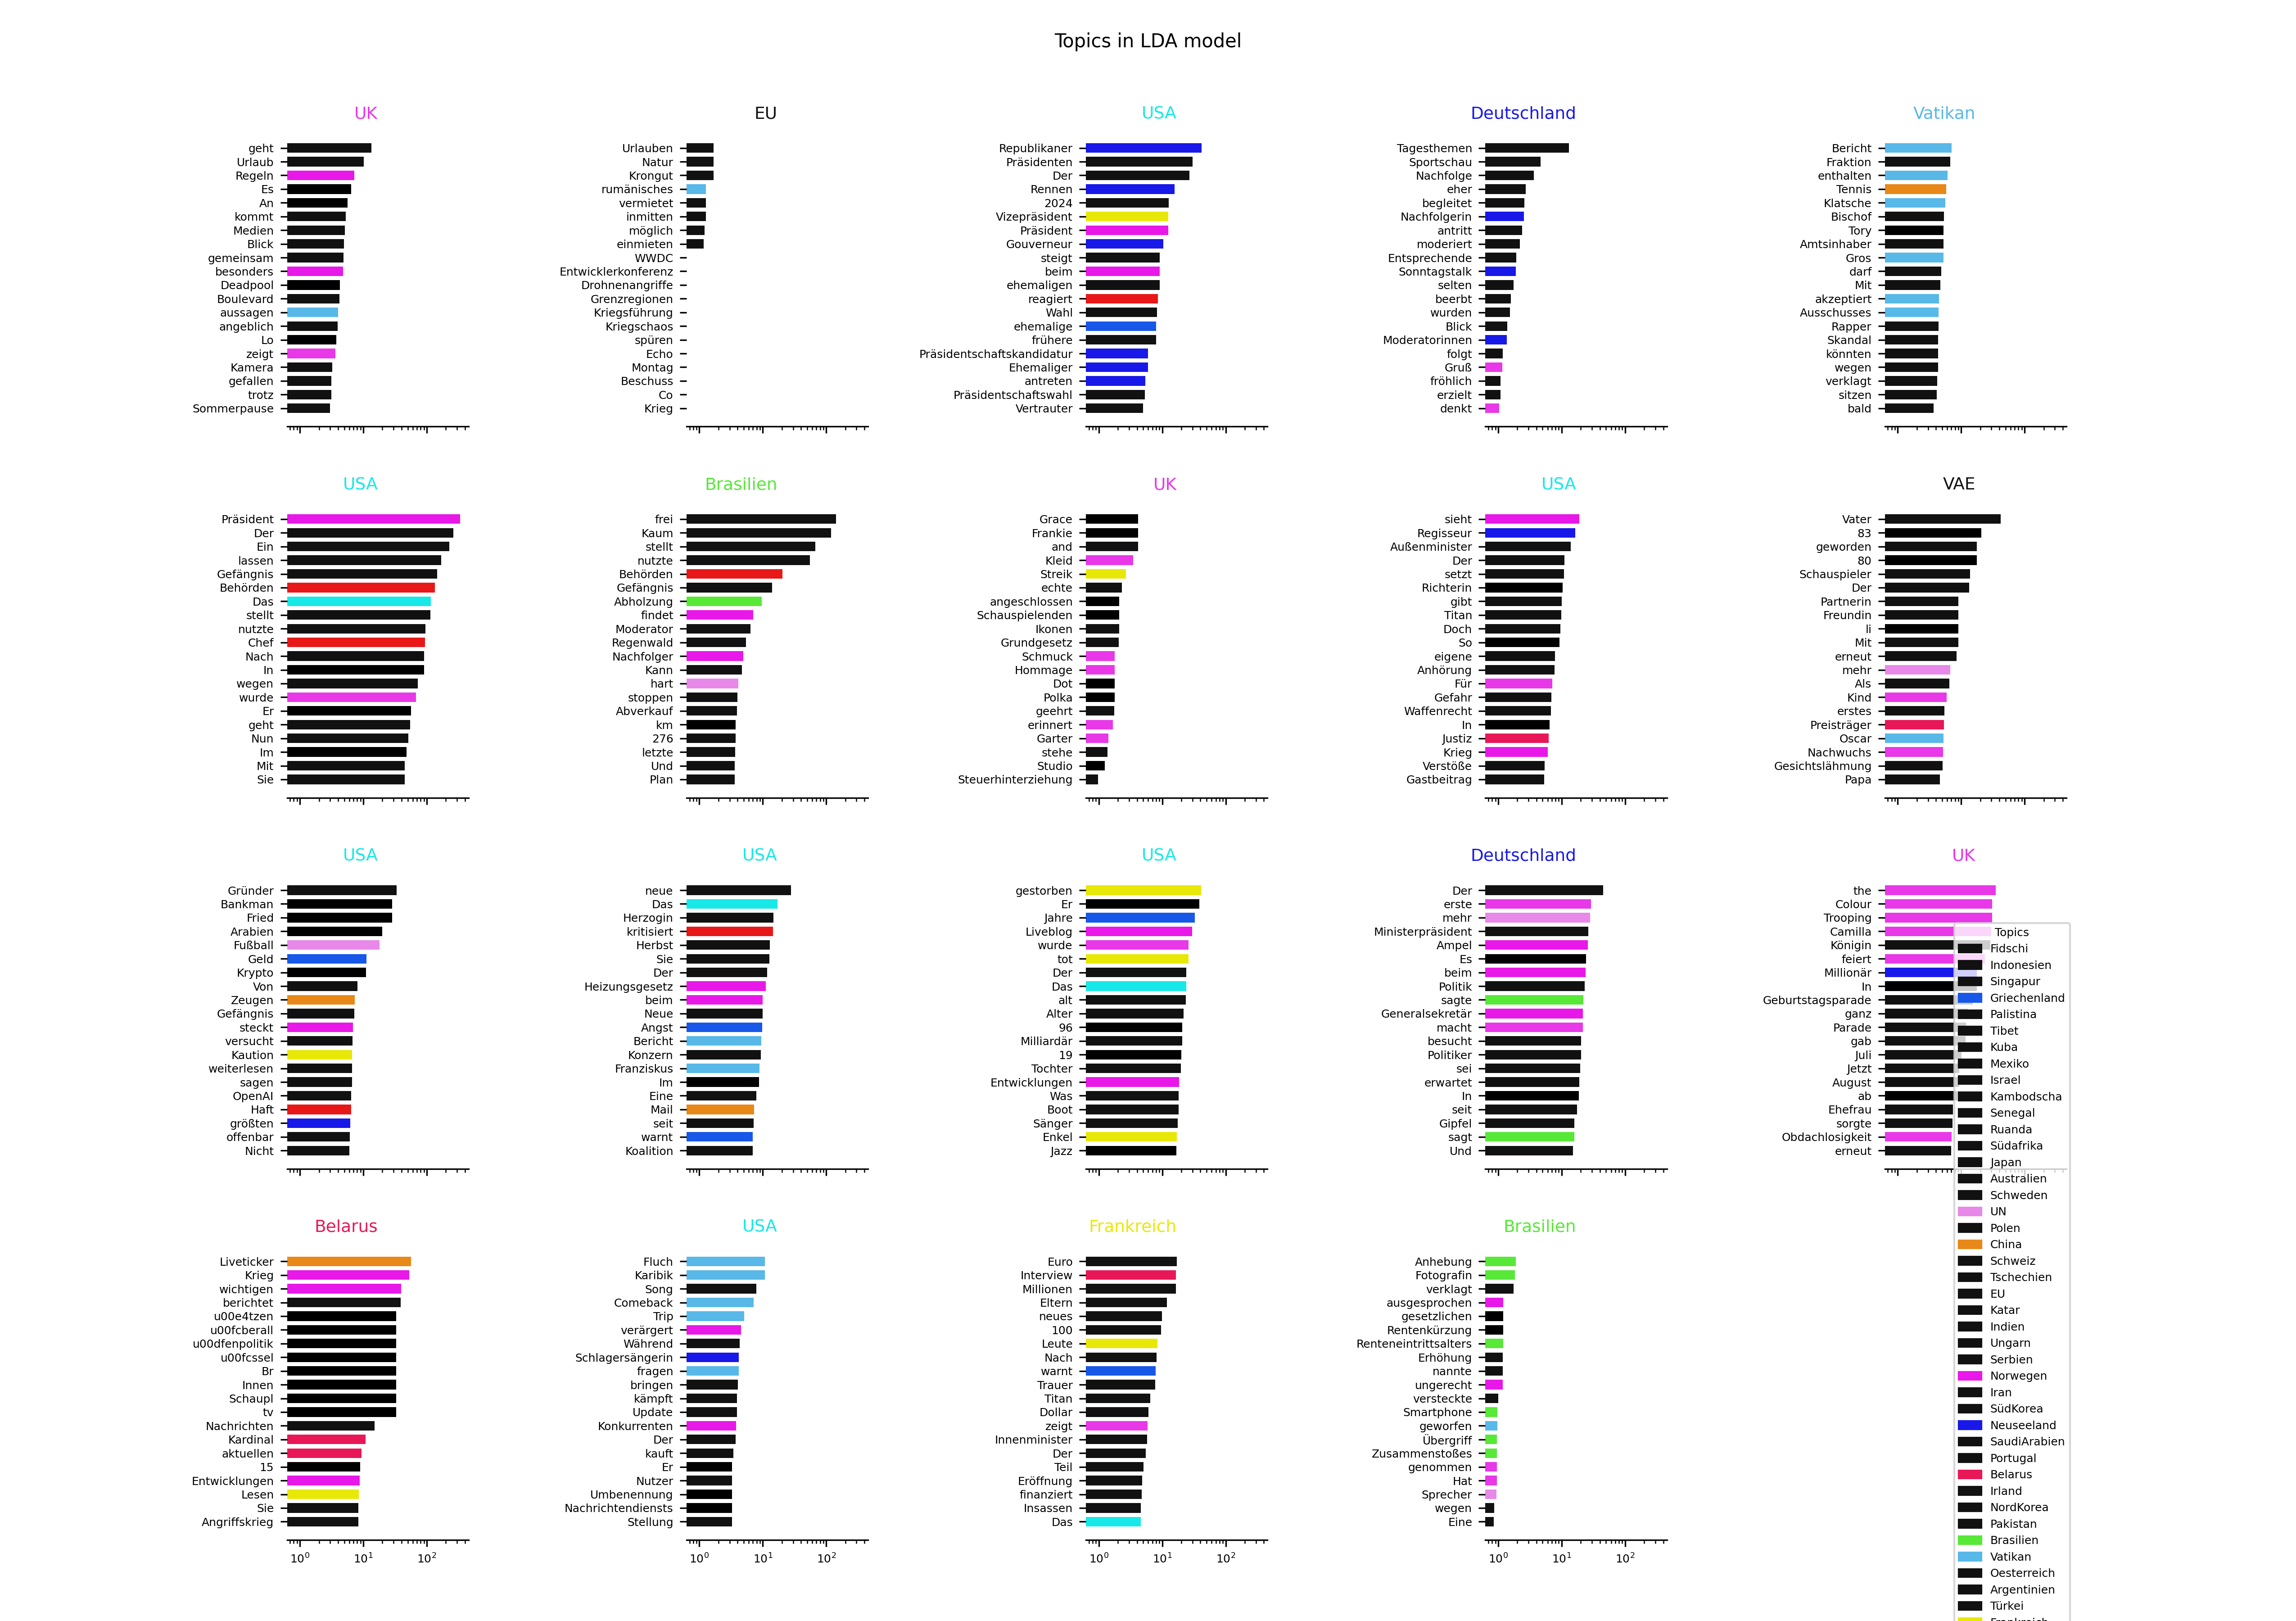 Topics in LDA model
UK
geht
Urlaub
Regeln
Es
An
kommt
Medien
Blick
gemeinsam
besonders
Deadpool
Boulevard
aussagen
angeblich
Lo
zeigt
Kamera
gefallen
trotz
Sommerpause
EU
Urlauben
Natur
Krongut
rumänisches
vermietet
inmitten
möglich
einmieten
WWDC
Entwicklerkonferenz
Drohnenangriffe
Grenzregionen
Kriegsführung
Kriegschaos
spüren
Echo
Montag
Beschuss
Co
Krieg
USA
Republikaner
Präsidenten
Der
Rennen
2024
Vizepräsident
Präsident
Gouverneur
steigt
beim
ehemaligen
reagiert
Wahl
ehemalige
frühere
Präsidentschaftskandidatur
Ehemaliger
antreten
Präsidentschaftswahl
Vertrauter
Deutschland
Tagesthemen
Sportschau
Nachfolge
eher
begleitet
Nachfolgerin
antritt
moderiert
Entsprechende
Sonntagstalk
selten
beerbt
wurden
Blick
Moderatorinnen
folgt
Gruß
fröhlich
erzielt
denkt
Vatikan
Bericht
Fraktion
enthalten
Tennis
Klatsche
Bischof
Tory
Amtsinhaber
Gros
darf
Mit
akzeptiert
Ausschusses
Rapper
Skandal
könnten
wegen
verklagt
sitzen
bald
USA
Präsident
Der
Ein
lassen
Gefängnis
Behörden
Das
stellt
nutzte
Chef
Nach
In
wegen
wurde
Er
geht
Nun
Im
Mit
Sie
Brasilien
frei
Kaum
stellt
nutzte
Behörden
Gefängnis
Abholzung
findet
Moderator
Regenwald
Nachfolger
Kann
hart
stoppen
Abverkauf
km
276
letzte
Und
Plan
UK
Grace
Frankie
and
Kleid
Streik
echte
angeschlossen
Schauspielenden
Ikonen
Grundgesetz
Schmuck
Hommage
Dot
Polka
geehrt
erinnert
Garter
stehe
Studio
Steuerhinterziehung
USA
sieht
Regisseur
Außenminister
Der
setzt
Richterin
gibt
Titan
Doch
So
eigene
Anhörung
Für
Gefahr
Waffenrecht
In
Justiz
Krieg
Verstöße
Gastbeitrag
VAE
Vater
83
geworden
80
Schauspieler
Der
Partnerin
Freundin
li
Mit
erneut
mehr
Als
Kind
erstes
Preisträger
Oscar
Nachwuchs
Gesichtslähmung
Papa
USA
Gründer
Bankman
Fried
Arabien
Fußball
Geld
Krypto
Von
Zeugen
Gefängnis
steckt
versucht
Kaution
weiterlesen
sagen
OpenAI
Haft
größten
offenbar
Nicht
USA
neue
Das
Herzogin
kritisiert
Herbst
Sie
Der
Heizungsgesetz
beim
Neue
Angst
Bericht
Konzern
Franziskus
Im
Eine
Mail
seit
warnt
Koalition
USA
gestorben
Er
Jahre
Liveblog
wurde
tot
Der
Das
alt
Alter
96
Milliardär
19
Tochter
Entwicklungen
Was
Boot
Sänger
Enkel
Jazz
Deutschland
Der
erste
mehr
Ministerpräsident
Ampel
Es
beim
Politik
sagte
Generalsekretär
macht
besucht
Politiker
sei
erwartet
In
seit
Gipfel
sagt
Und
UK
the
Colour
Trooping
Camilla
Königin
feiert
Millionär
In
Geburtstagsparade
ganz
Parade
gab
Juli
Jetzt
August
ab
Ehefrau
sorgte
Obdachlosigkeit
erneut
Belarus
Liveticker
Krieg
wichtigen
berichtet
u00e4tzen
u00fcberall
u00dfenpolitik
u00fcssel
Br
Innen
Schaupl
tv
Nachrichten
Kardinal
aktuellen
15
Entwicklungen
Lesen
Sie
Angriffskrieg
10⁰ 10¹ 10²
USA
Fluch
Karibik
Song
Comeback
Trip
verärgert
Während
Schlagersängerin
fragen
bringen
kämpft
Update
Konkurrenten
Der
kauft
Er
Nutzer
Umbenennung
Nachrichtendiensts
Stellung
10⁰ 10¹ 10²
Frankreich
Euro
Interview
Millionen
Eltern
neues
100
Leute
Nach
warnt
Trauer
Titan
Dollar
zeigt
Innenminister
Der
Teil
Eröffnung
finanziert
Insassen
Das
10⁰ 10¹ 10²
Brasilien
Anhebung
Fotografin
verklagt
ausgesprochen
gesetzlichen
Rentenkürzung
Renteneintrittsalters
Erhöhung
nannte
ungerecht
versteckte
Smartphone
geworfen
Übergriff
Zusammenstoßes
genommen
Hat
Sprecher
wegen
Eine
10⁰ 10¹ 10²
Topics
Fidschi
Indonesien
Singapur
Griechenland
Palistina
Tibet
Kuba
Mexiko
Israel
Kambodscha
Senegal
Ruanda
Südafrika
Japan
Australien
Schweden
UN
Polen
China
Schweiz
Tschechien
EU
Katar
Indien
Ungarn
Serbien
Norwegen
Iran
SüdKorea
Neuseeland
SaudiArabien
Portugal
Belarus
Irland
NordKorea
Pakistan
Brasilien
Vatikan
Oesterreich
Argentinien
Türkei